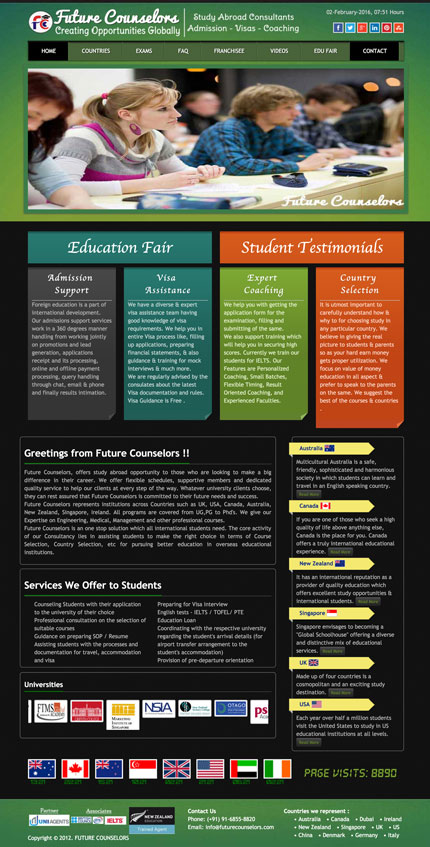 Future Counselors
Creating Opportunities Globally
Study Abroad Consultants
Admission - Visas - Coaching
02-February-2016, 07:51 Hours
HOME COUNTRIES EXAMS FAQ FRANCHISEE VIDEOS EDU FAIR CONTACT
Future Counselors
Education Fair
Student Testimonials
Admission
Support
Foreign education is a part of
International development.
Our admissions support services
work in a 360 degrees manner
handling from working jointly
on promotions and lead
generation, applications
receipt and its processing,
online and offline payment
processing, query handling
through chat, email & phone
and finally results intimation.
Visa
Assistance
We have a diverse & expert
visa assistance team having
good knowledge of visa
requirements. We help you in
entire Visa process like, filling
up applications, preparing
financial statements, & also
guidance & training for mock
interviews & much more.
We are regularly advised by the
consulates about the latest
Visa documentation and rules.
Visa Guidance is Free .
Expert
Coaching
We help you with getting the
application form for the
examination, filling and
submitting of the same.
We also support training which
will help you in securing high
scores. Currently we train our
students for IELTS. Our
Features are Personalized
Coaching, Small Batches,
Flexible Timing, Result
Oriented Coaching, and
Experienced Faculties.
Country
Selection
It is utmost important to
carefully understand how &
why to for choosing study in
any particular country. We
believe in giving the real
picture to students & parents
so as your hard earn money
gets proper utilization. We
focus on value of money
education in all aspect &
prefer to speak to the parents
on the same. We suggest the
best of the courses & countries
.
Greetings from Future Counselors !!
Future Counselors, offers study abroad opportunity to those who are looking to make a big
difference in their career. We offer flexible schedules, supportive members and dedicated
quality service to help our clients at every step of the way. Whatever university clients choose,
they can rest assured that Future Counselors is committed to their future needs and success.
Future Counselors represents institutions across Countries such as UK, USA, Canada, Australia,
New Zealand, Singapore, Ireland. All programs are covered from UG,PG to Phd's. We give our
Expertise on Engineering, Medical, Management and other professional courses.
Future Counselors is an one stop solution which all international students need. The core activity
of our Consultancy lies in assisting students to make the right choice in terms of Course
Selection, Country Selection, etc for pursuing better education in overseas educational
institutions.
Services We Offer to Students
Counseling Students with their application
to the university of their choice
Professional consultation on the selection of
suitable courses
Guidance on preparing SOP / Resume
Assisting students with the processes and
documentation for travel, accommodation
and visa
Preparing for Visa Interview
English tests - IELTS / TOFEL/ PTE
Education Loan
Coordinating with the respective university
regarding the student's arrival details (for
airport transfer arrangement to the
student's accommodation)
Provision of pre-departure orientation
Universities
FTMS
MARKETING
INSTITUTE OF
SINGAPORE
NSIA
OTAGO
Australia
Multicultural Australia is a safe,
friendly, sophisticated and harmonious
society in which students can learn and
travel in an English speaking country.
Read More
Canada
If you are one of those who seek a high
quality of life above anything else,
Canada is the place for you. Canada
offers a truly International educational
experience. Read More
New Zealand
It has an international reputation as a
provider of quality education which
offers excellent study opportunities &
international students. Read More
Singapore
Singapore envisages to becoming a
"Global Schoolhouse" offering a diverse
and distinctive mix of educational
services. Read More
UK
Made up of four countries is a
cosmopolitan and an exciting study
destination. Read More
USA
Each year over half a million students
visit the United States to study in US
educational institutions at all levels.
Read More
PAGE VISITS: 8890
Partner
UNIAGENTS
Associates
IELTS
NEW ZEALAND
EDUCATION
Trained Agent
Copyright © 2012. FUTURE COUNSELORS
Contact Us
Phone: (+91) 91-6855-8820
Email: info@futurecounselors.com
Countries we represent :
• Australia • Canada • Dubai • Ireland
• New Zealand • Singapore • UK • US
• China • Denmark • Germany • Italy